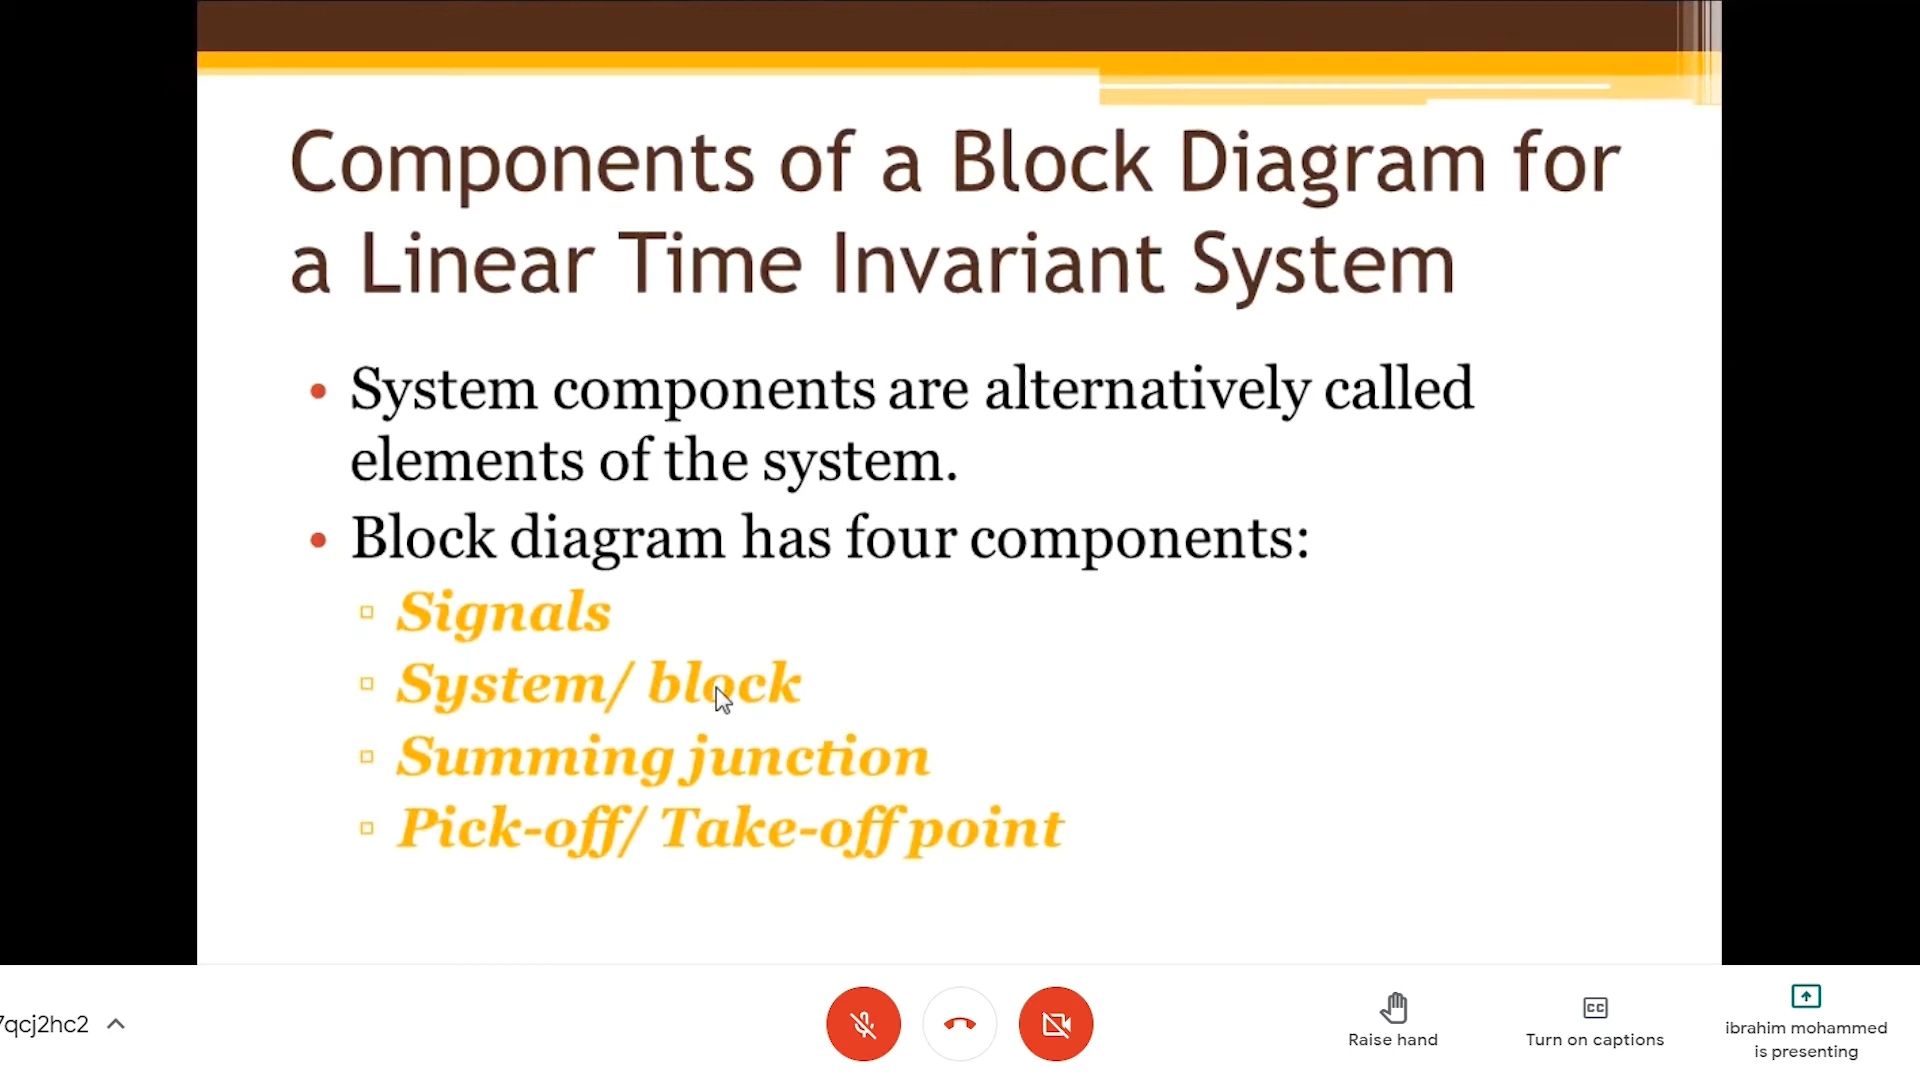 Components of a Block Diagram for
a Linear Time Invariant System
• System components are alternatively called
elements of the system.
• Block diagram has four components:
▫ Signals
▫ System/ block
▫ Summing junction
▫ Pick-off/ Take-off point
7qcj2hc2
Raise hand
CC
Turn on captions
ibrahim mohammed
is presenting